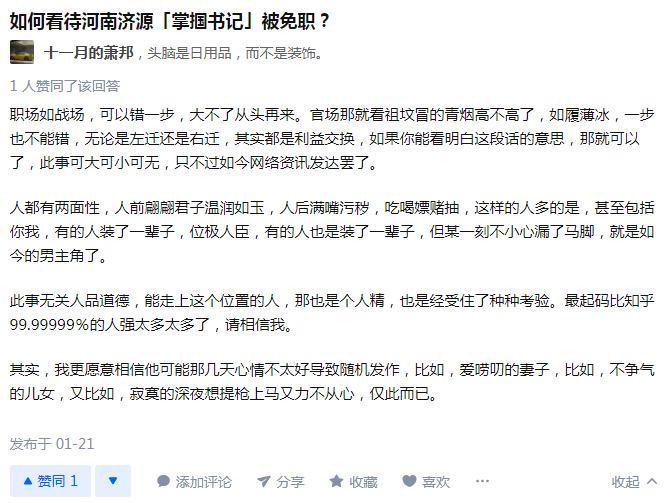 如何看待河南济源「掌掴书记」被免职？
十一月的萧邦，头脑是日用品，而不是装饰。
1 人赞同了该回答
职场如战场，可以错一步，大不了从头再来。官场那就看祖坟冒的青烟高不高了，如履薄冰，一步
也不能错，无论是左迁还是右迁，其实都是利益交换，如果你能看明白这段话的意思，那就可以
了，此事可大可小可无，只不过如今网络资讯发达罢了。
人都有两面性，人前翩翩君子温润如玉，人后满嘴污秽，吃喝嫖赌抽，这样的人多的是，甚至包括
你我，有的人装了一辈子，位极人臣，有的人也是装了一辈子，但某一刻不小心漏了马脚，就是如
今的男主角了。
此事无关人品道德，能走上这个位置的人，那也是个人精，也是经受住了种种考验。最起码比知乎
99.99999%的人强太多太多了，请相信我。
其实，我更愿意相信他可能那几天心情不太好导致随机发作，比如，爱唠叨的妻子，比如，不争气
的儿女，又比如，寂寞的深夜想提枪上马又力不从心，仅此而已。
发布于 01-21
赞同 1 添加评论 分享 收藏 喜欢 收起